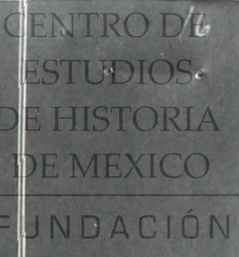 CENTRO DE
ESTUDIOS
DE HISTORIA
DE MEXICO
FUNDACIÓN